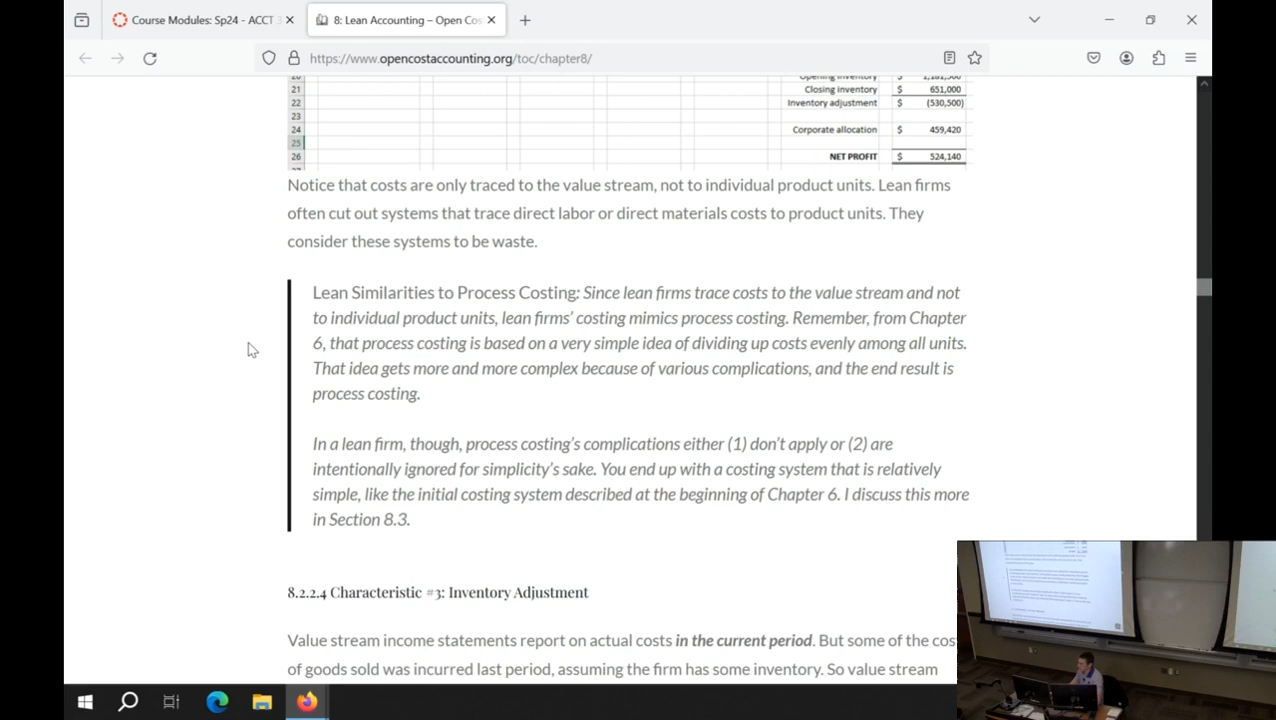 Course Modules: Sp24 - ACCT 3
8: Lean Accounting – Open Cos
https://www.opencostaccounting.org/toc/chapter8/
20 Opening inventory $
21 Closing inventory $ 651,000
22 Inventory adjustment $ (530,500)
23
24 Corporate allocation $ 459,420
25
26 NET PROFIT $ 524,140
Notice that costs are only traced to the value stream, not to individual product units. Lean firms
often cut out systems that trace direct labor or direct materials costs to product units. They
consider these systems to be waste.
Lean Similarities to Process Costing: Since lean firms trace costs to the value stream and not
to individual product units, lean firms' costing mimics process costing. Remember, from Chapter
6, that process costing is based on a very simple idea of dividing up costs evenly among all units.
That idea gets more and more complex because of various complications, and the end result is
process costing.
In a lean firm, though, process costing's complications either (1) don't apply or (2) are
intentionally ignored for simplicity's sake. You end up with a costing system that is relatively
simple, like the initial costing system described at the beginning of Chapter 6. I discuss this more
in Section 8.3.
8.2.2.4 Characteristic #3: Inventory Adjustment
Value stream income statements report on actual costs in the current period. But some of the cos
of goods sold was incurred last period, assuming the firm has some inventory. So value stream